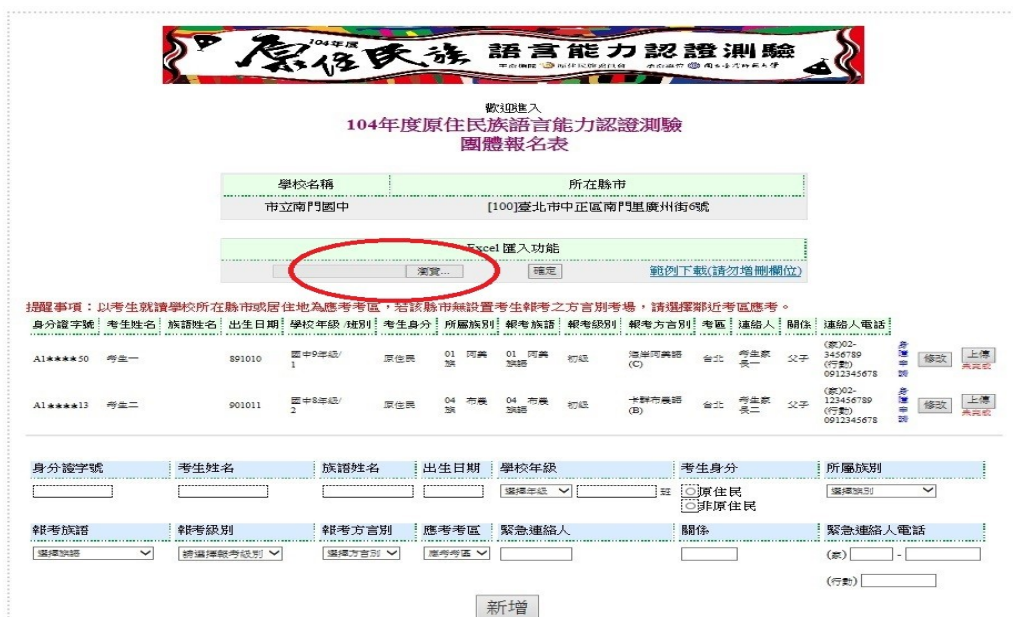 104年度
原住民族 語言能力認證測驗
歡迎進入
104年度原住民族語言能力認證測驗
團體報名表
學校名稱 所在縣市
市立南門國中 [100]臺北市中正區南門里廣州街6號
Excel 匯入功能
瀏覽... 確定 範例下載(請勿增刪欄位)
提醒事項：以考生就讀學校所在縣市或居住地為應考考區，若該縣市無設置考生報考之方言別考場，請選擇鄰近考區應考。
身分證字號 考生姓名 族語姓名 出生日期 學校年級/班別 考生身分 所屬族別 報考族語 報考級別 報考方言別 考區 連絡人 關係 連絡人電話
A1****50 考生一 891010 國中9年級/1 原住民 01 阿美族 01 阿美族語 初級 海岸阿美語(C) 台北 考生家長一 父子 (家)02-3456789 (行動)0912345678 修改 上傳 未完成
A1****13 考生二 901011 國中8年級/2 原住民 04 布農族 04 布農族語 初級 卡群布農語(B) 台北 考生家長二 父子 (家)02-123456789 (行動)0912345678 修改 上傳 未完成
身分證字號 考生姓名 族語姓名 出生日期 學校年級 考生身分 所屬族別
選擇年級 班 原住民 選擇族別
非原住民
報考族語 報考級別 報考方言別 應考考區 緊急連絡人 關係 緊急連絡人電話
選擇族語 請選擇報考級別 選擇方言別 應考考區 (家) -
(行動)
新增